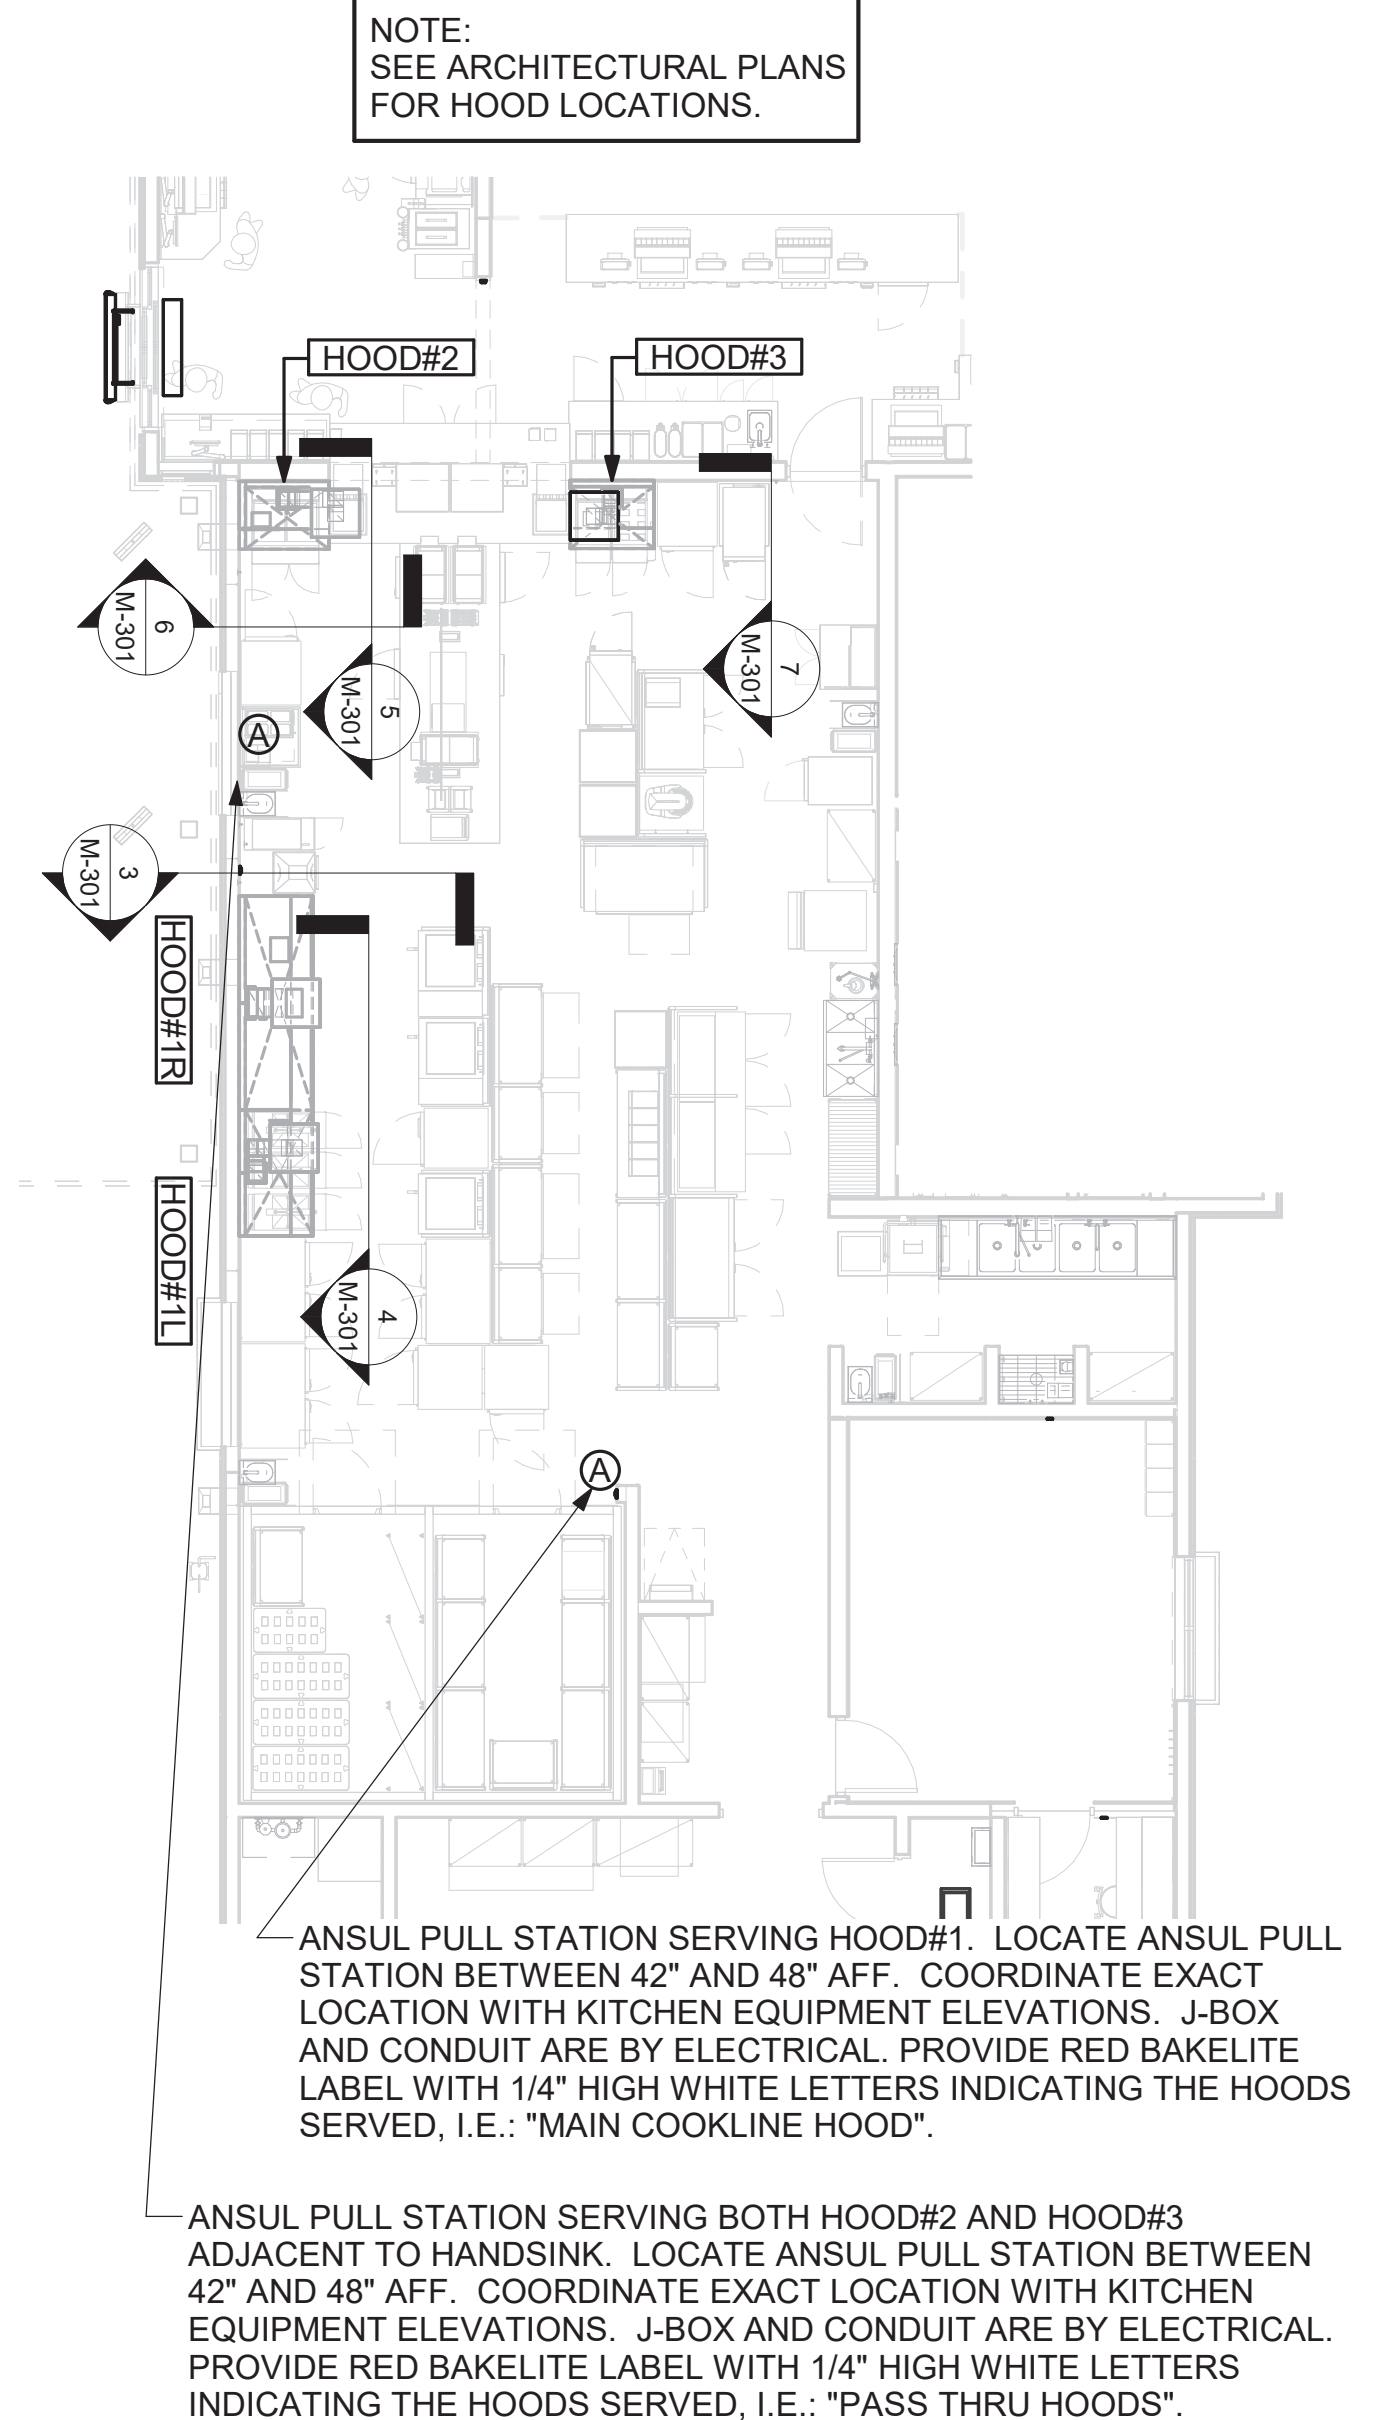 NOTE:
SEE ARCHITECTURAL PLANS
FOR HOOD LOCATIONS.
HOOD#2
HOOD#3
6
M-301
5
M-301
7
M-301
A
3
M-301
HOOD#1R
HOOD#1L
4
M-301
A
ANSUL PULL STATION SERVING HOOD#1. LOCATE ANSUL PULL
STATION BETWEEN 42" AND 48" AFF. COORDINATE EXACT
LOCATION WITH KITCHEN EQUIPMENT ELEVATIONS. J-BOX
AND CONDUIT ARE BY ELECTRICAL. PROVIDE RED BAKELITE
LABEL WITH 1/4" HIGH WHITE LETTERS INDICATING THE HOODS
SERVED, I.E.: "MAIN COOKLINE HOOD".
ANSUL PULL STATION SERVING BOTH HOOD#2 AND HOOD#3
ADJACENT TO HANDSINK. LOCATE ANSUL PULL STATION BETWEEN
42" AND 48" AFF. COORDINATE EXACT LOCATION WITH KITCHEN
EQUIPMENT ELEVATIONS. J-BOX AND CONDUIT ARE BY ELECTRICAL.
PROVIDE RED BAKELITE LABEL WITH 1/4" HIGH WHITE LETTERS
INDICATING THE HOODS SERVED, I.E.: "PASS THRU HOODS".